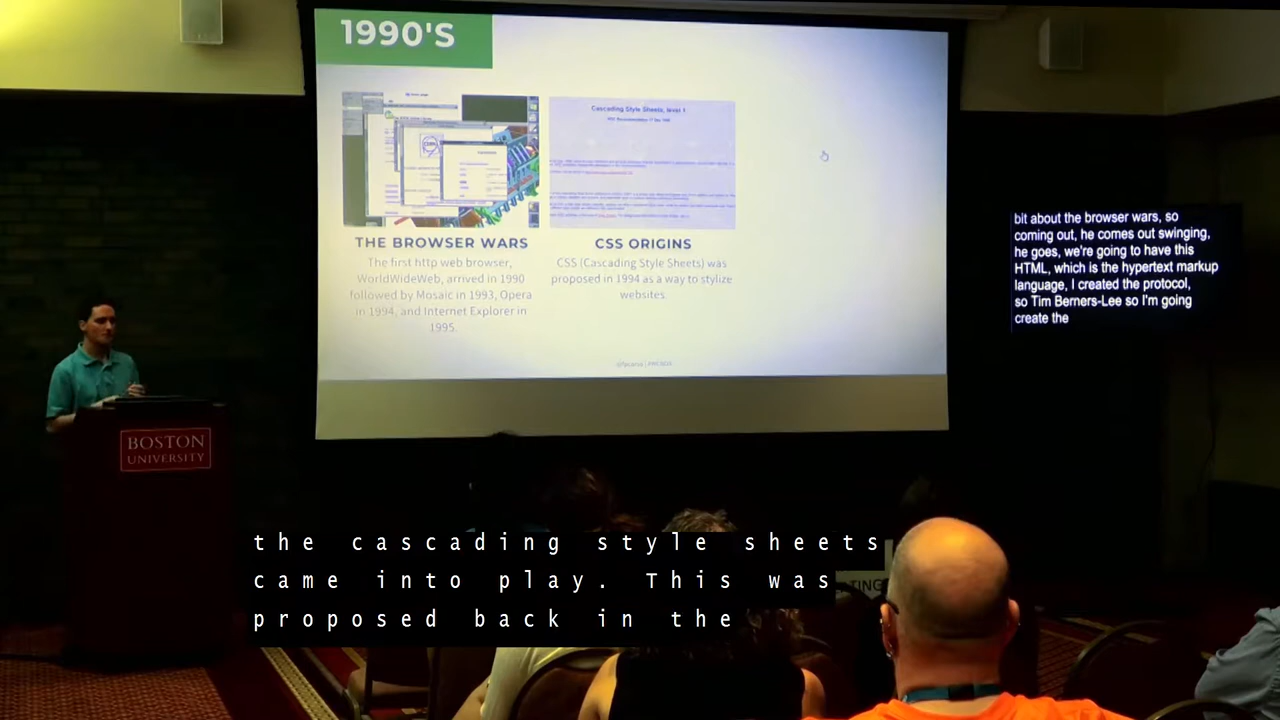 1990'S
Cascading Style Sheets, level 1
THE BROWSER WARS
The first http web browser,
WorldWideWeb, arrived in 1990
followed by Mosaic in 1993, Opera
in 1994, and Internet Explorer in
1995.
CSS ORIGINS
CSS (Cascading Style Sheets) was
proposed in 1994 as a way to stylize
websites.
bit about the browser wars, so
coming out, he comes out swinging,
he goes, we're going to have this
HTML, which is the hypertext markup
language, I created the protocol,
so Tim Berners-Lee so I'm going
create the
BOSTON
UNIVERSITY
the cascading style sheets
came into play. This was
proposed back in the